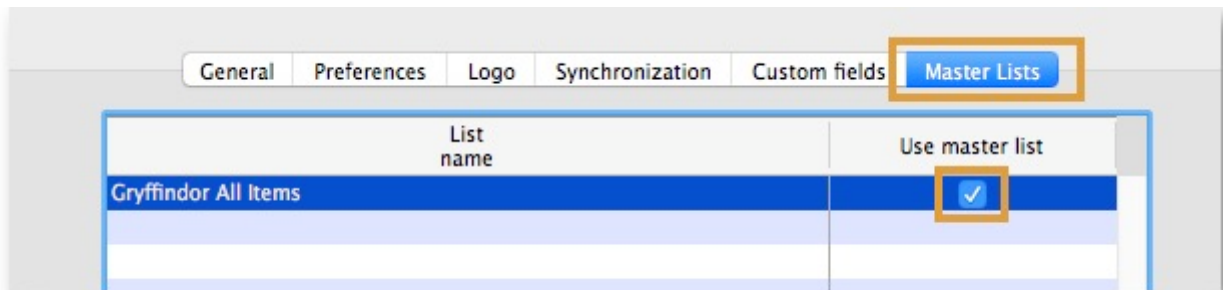 General Preferences Logo Synchronization Custom fields Master Lists
List
name
Use master list
Gryffindor All Items